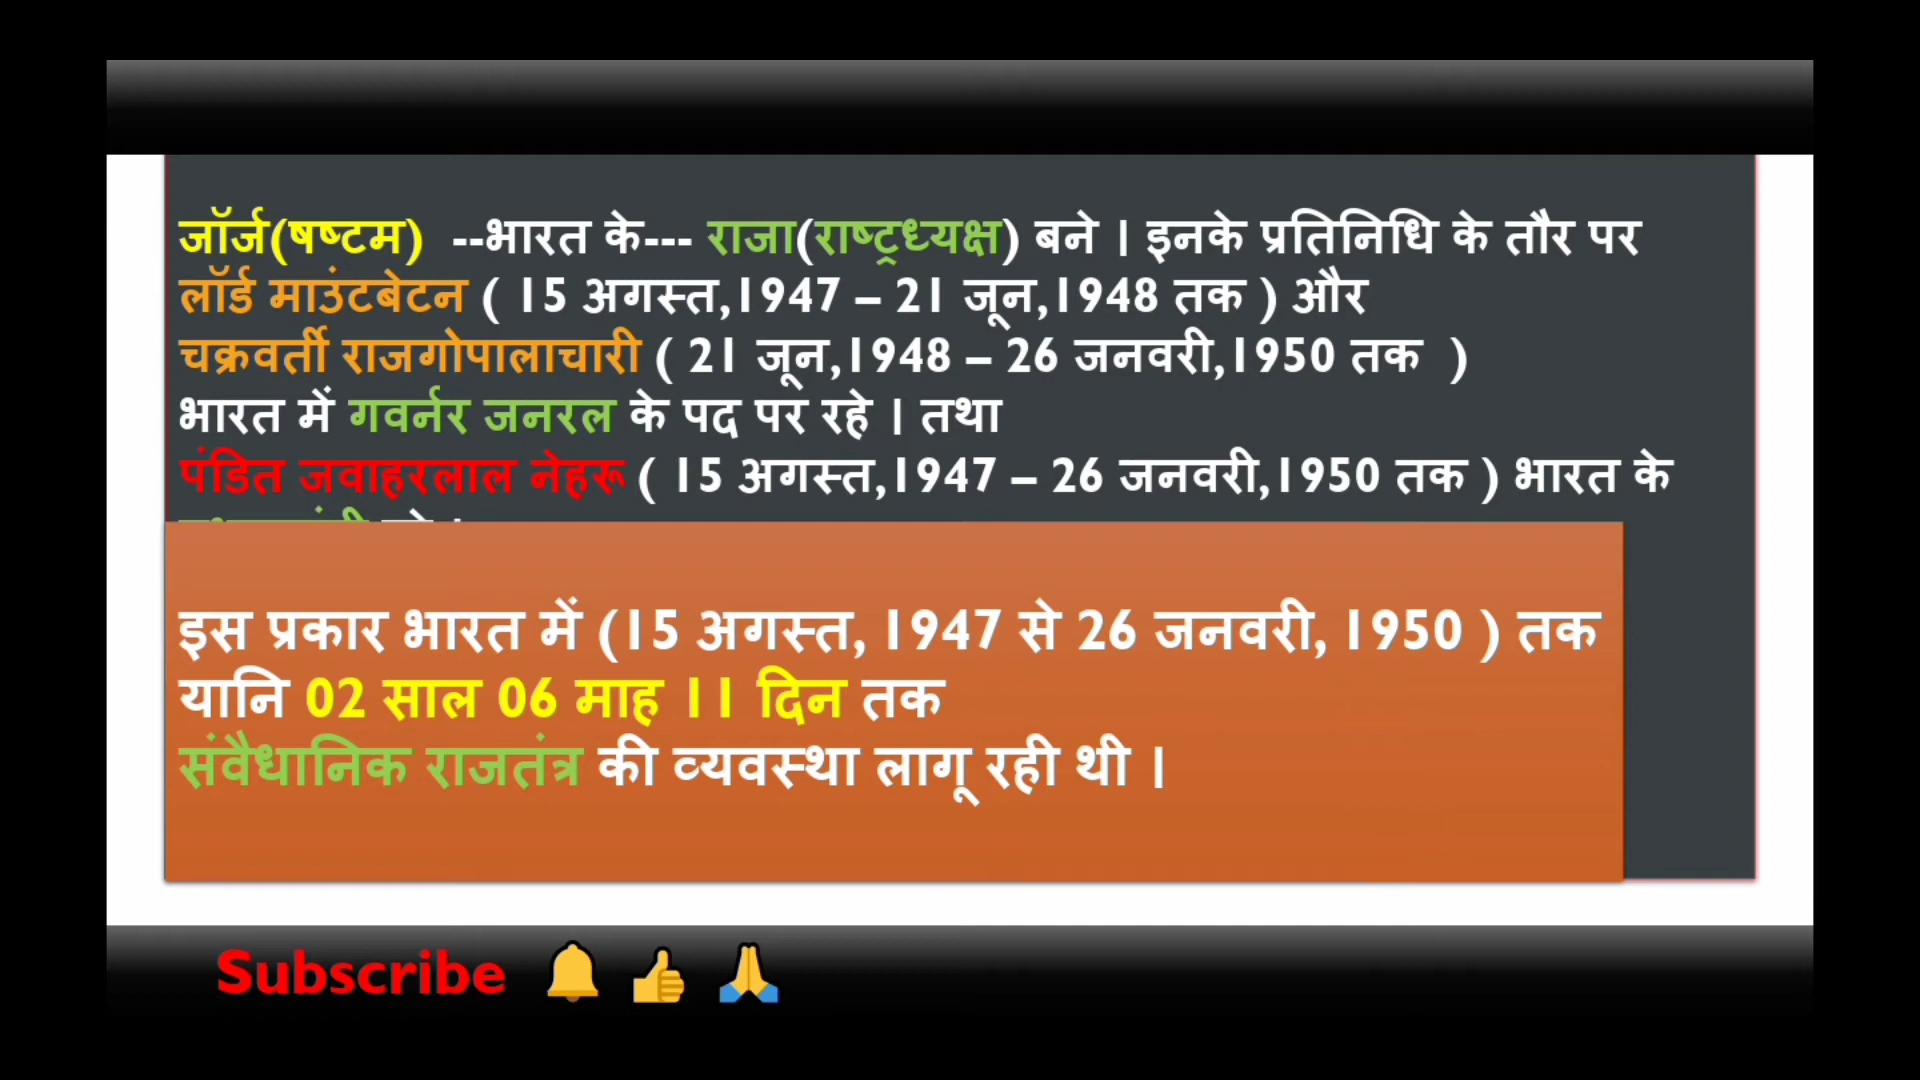 जॉर्ज(षष्टम) --भारत के--- राजा(राष्ट्रध्यक्ष) बने | इनके प्रतिनिधि के तौर पर
लॉर्ड माउंटबेटन ( 15 अगस्त,1947 – 21 जून,1948 तक ) और
चक्रवर्ती राजगोपालाचारी ( 21 जून,1948 – 26 जनवरी,1950 तक )
भारत में गवर्नर जनरल के पद पर रहे | तथा
पंडित जवाहरलाल नेहरू ( 15 अगस्त,1947 – 26 जनवरी,1950 तक ) भारत के
इस प्रकार भारत में (15 अगस्त, 1947 से 26 जनवरी, 1950 ) तक
यानि 02 साल 06 माह 11 दिन तक
संवैधानिक राजतंत्र की व्यवस्था लागू रही थी |
Subscribe